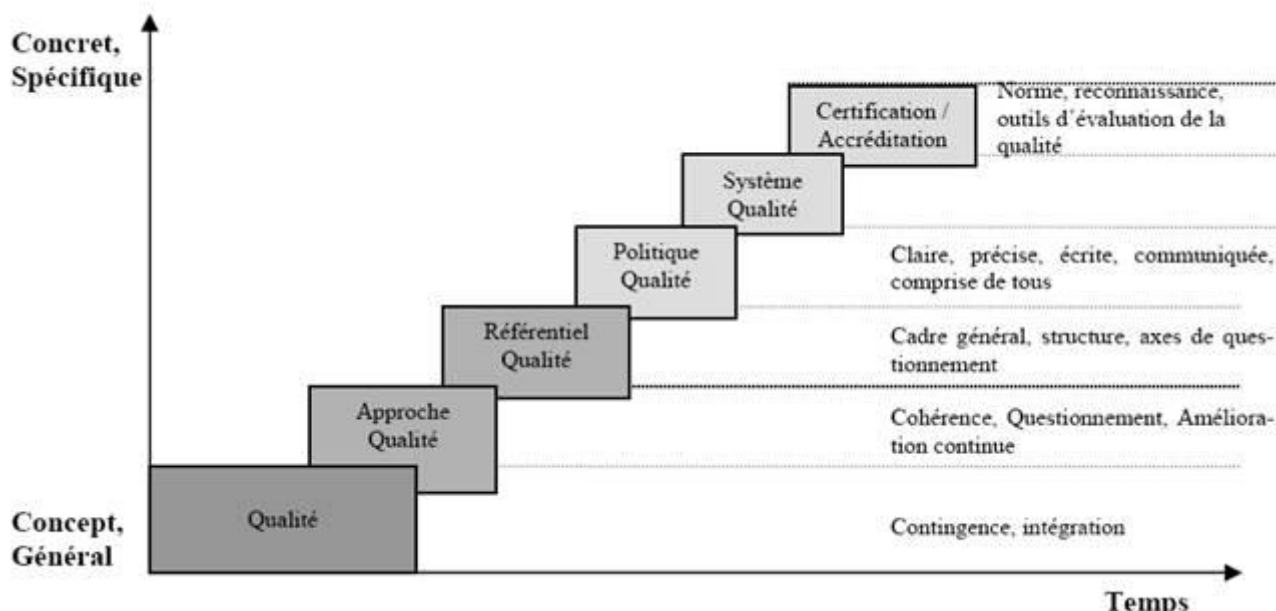 Concret,
Spécifique
Certification /
Accréditation
Norme, reconnaissance,
outils d'évaluation de la
qualité
Système
Qualité
Politique
Qualité
Claire, précise, écrite, communiquée,
comprise de tous
Référentiel
Qualité
Cadre général, structure, axes de ques-
tionnement
Approche
Qualité
Cohérence, Questionnement, Améliora-
tion continue
Qualité
Contingence, intégration
Concept,
Général
Temps